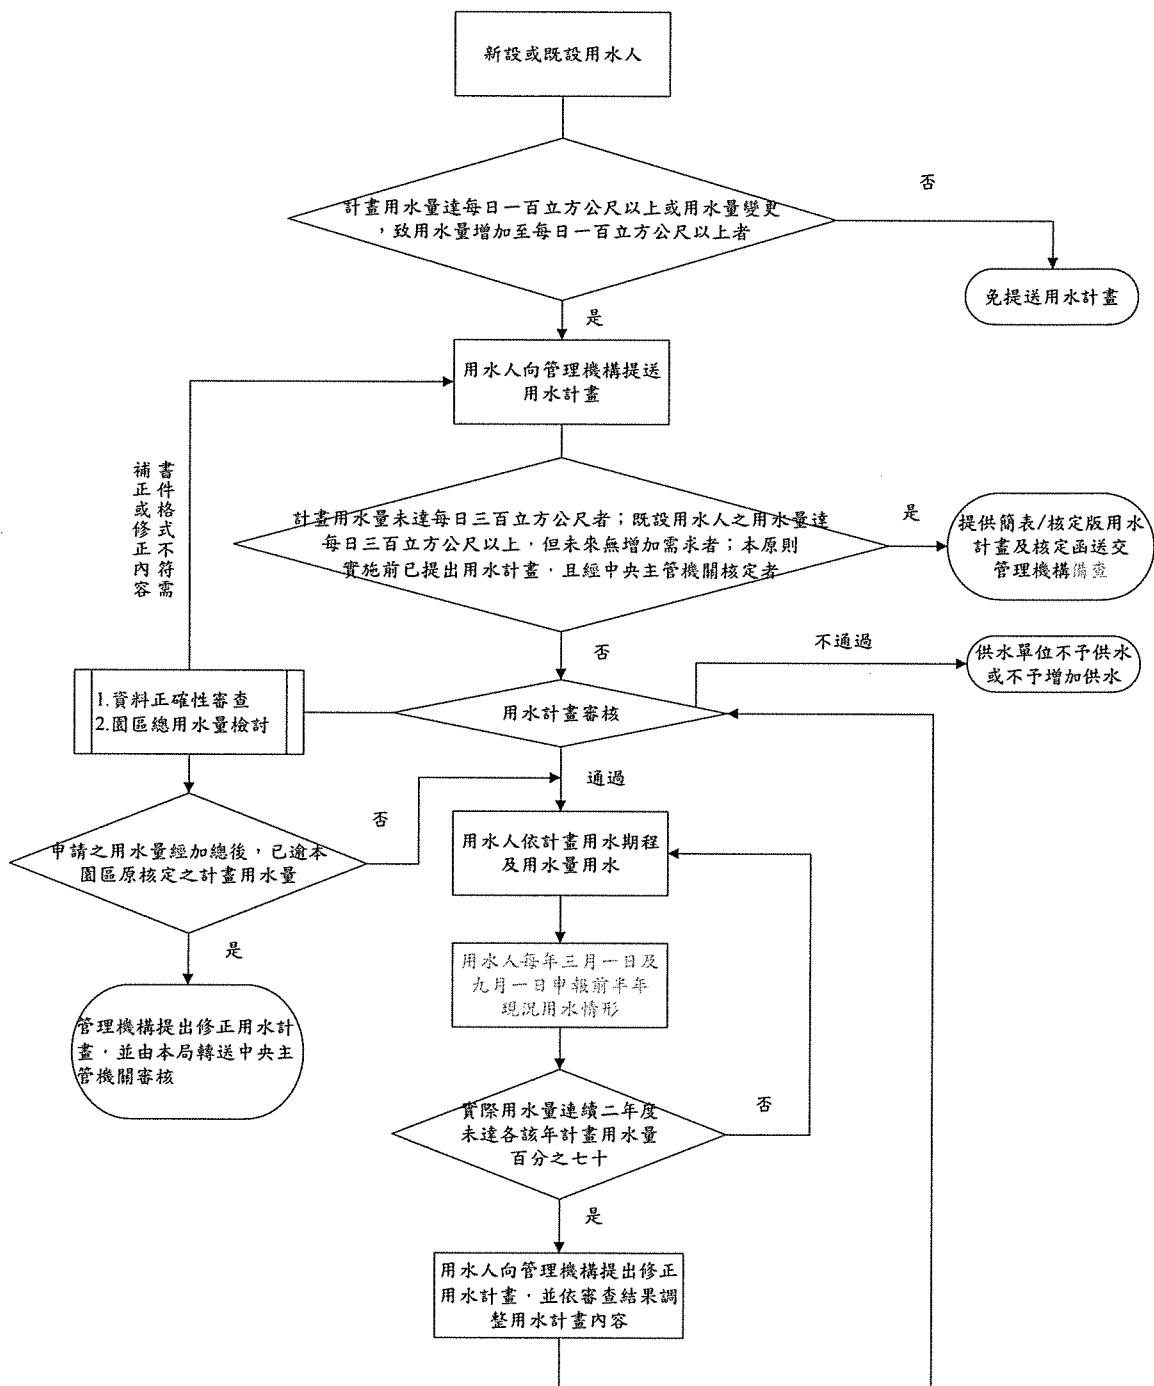 新設或既設用水人
計畫用水量達每日一百立方公尺以上或用水量變更
，致用水量增加至每日一百立方公尺以上者
否
免提送用水計畫
是
用水人向管理機構提送
用水計畫
書件格式不符需
補正或修正內容
計畫用水量未達每日三百立方公尺者；既設用水人之用水量達
每日三百立方公尺以上，但未來無增加需求者；本原則
實施前已提出用水計畫，且經中央主管機關核定者
是
提供簡表/核定版用水
計畫及核定函送交
管理機構備查
否
不通過
供水單位不予供水
或不予增加供水
用水計畫審核
1.資料正確性審查
2.園區總用水量檢討
通過
否
申請之用水量經加總後，已逾本
園區原核定之計畫用水量
用水人依計畫用水期程
及用水量用水
是
管理機構提出修正用水計
畫，並由本局轉送中央主
管機關審核
用水人每年三月一日及
九月一日申報前半年
現況用水情形
實際用水量連續二年度
未達各該年計畫用水量
百分之七十
否
是
用水人向管理機構提出修正
用水計畫，並依審查結果調
整用水計畫內容